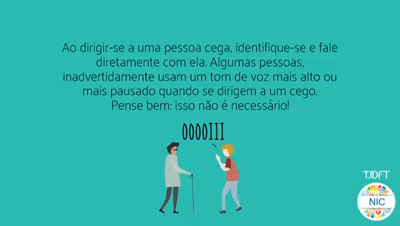 Ao dirigir-se a uma pessoa cega, identifique-se e fale
diretamente com ela. Algumas pessoas,
inadvertidamente usam um tom de voz mais alto ou
mais pausado quando se dirigem a um cego.
Pense bem: isso não é necessário!
OOOOIII
TJDFT
NIC